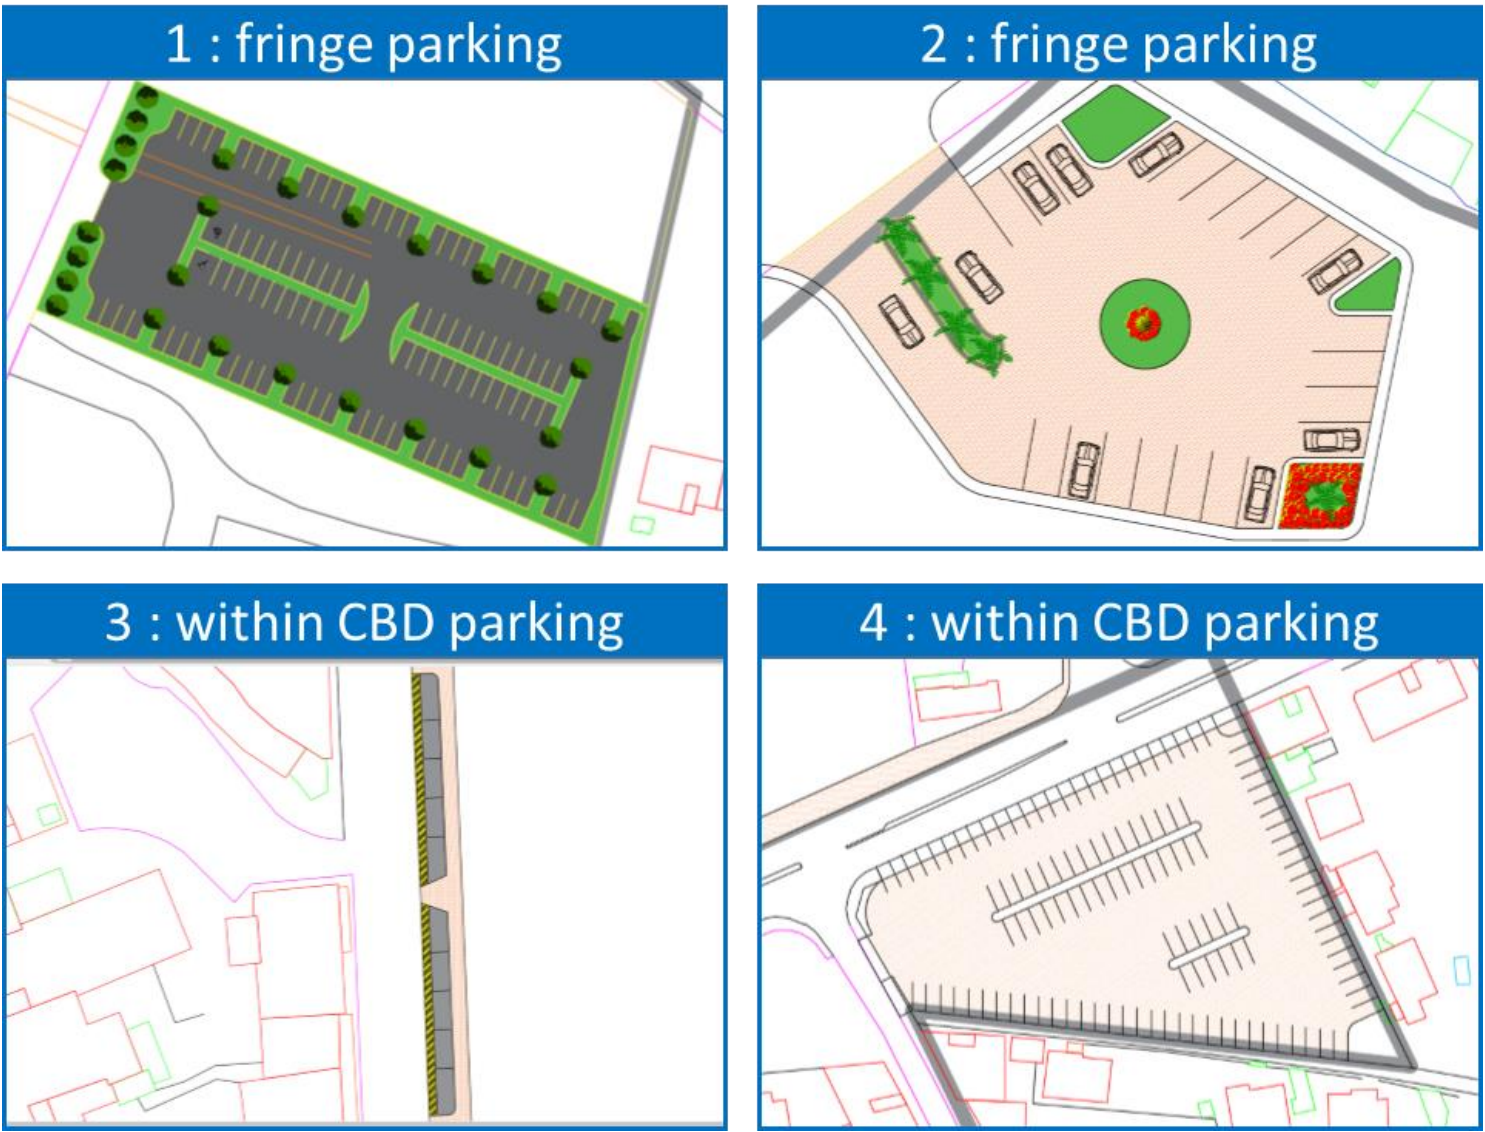 1 : fringe parking
2 : fringe parking
3 : within CBD parking
4 : within CBD parking